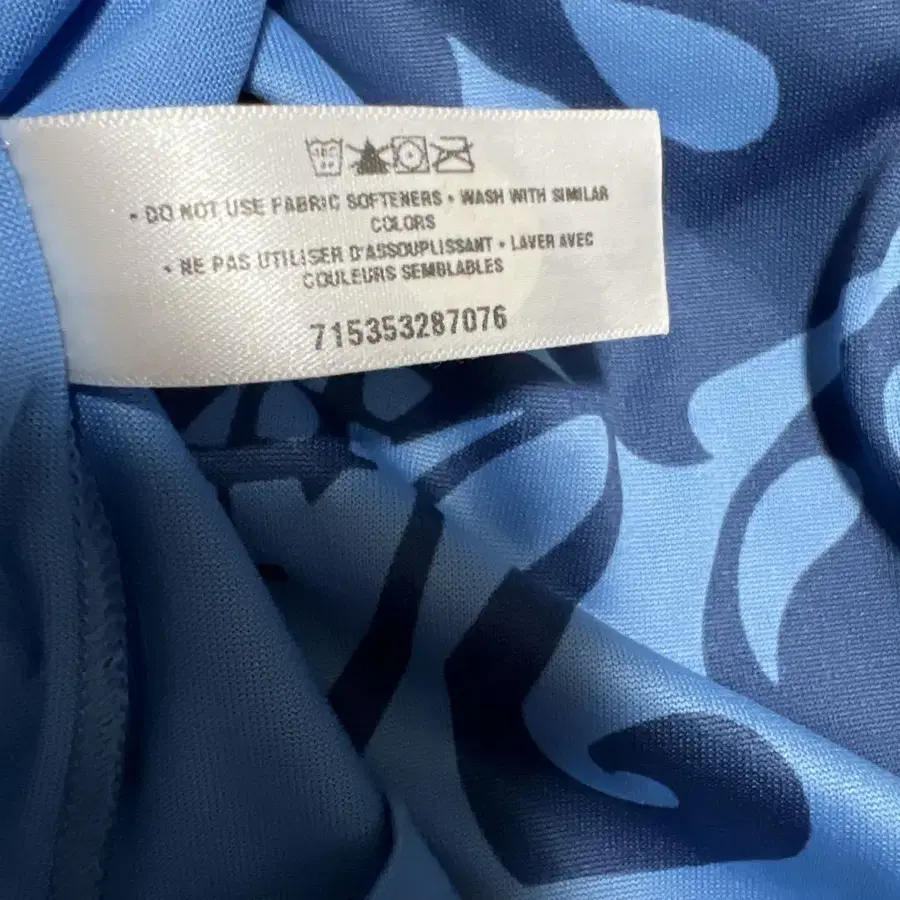 • DO NOT USE FABRIC SOFTENERS • WASH WITH SIMILAR
COLORS
• NE PAS UTILISER D'ASSOUPLISSANT • LAVER AVEC
COULEURS SEMBLABLES
715353287076